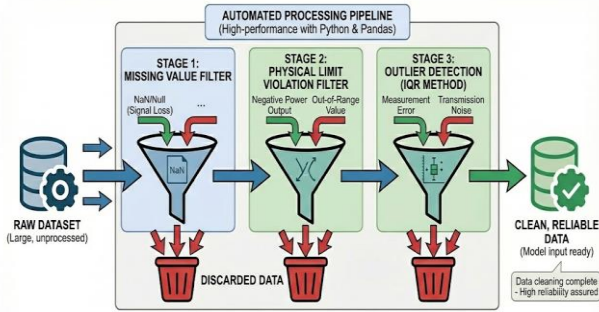 AUTOMATED PROCESSING PIPELINE
(High-performance with Python & Pandas)
STAGE 1:
MISSING VALUE FILTER
NaN/Null
(Signal Loss)
...
NaN
STAGE 2:
PHYSICAL LIMIT
VIOLATION FILTER
Negative Power
Output
Out-of-Range
Value
STAGE 3:
OUTLIER DETECTION
(IQR METHOD)
Measurement
Error
Transmission
Noise
RAW DATASET
(Large, unprocessed)
DISCARDED DATA
CLEAN, RELIABLE
DATA
(Model input ready)
Data cleaning complete
- High reliability assured